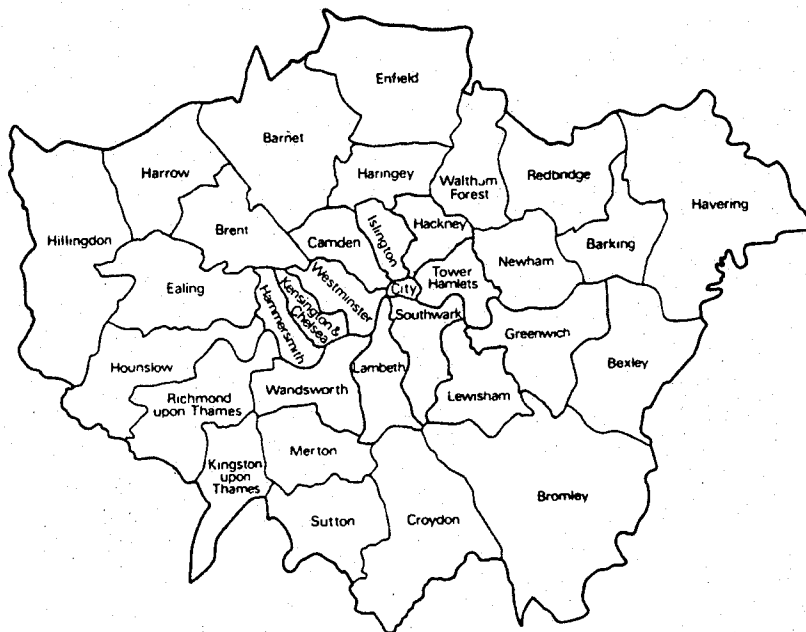 Enfield
Barnet
Harrow
Haringey
Waltham
Forest
Redbridge
Havering
Hillingdon
Brent
Camden
Islington
Hackney
Newham
Barking
Ealing
Westminster
City
Tower
Hamlets
Kensington &
Chelsea
Hammersmith
Southwark
Greenwich
Hounslow
Richmond
upon Thames
Wandsworth
Lambeth
Lewisham
Bexley
Kingston
upon
Thames
Merton
Sutton
Croydon
Bromley